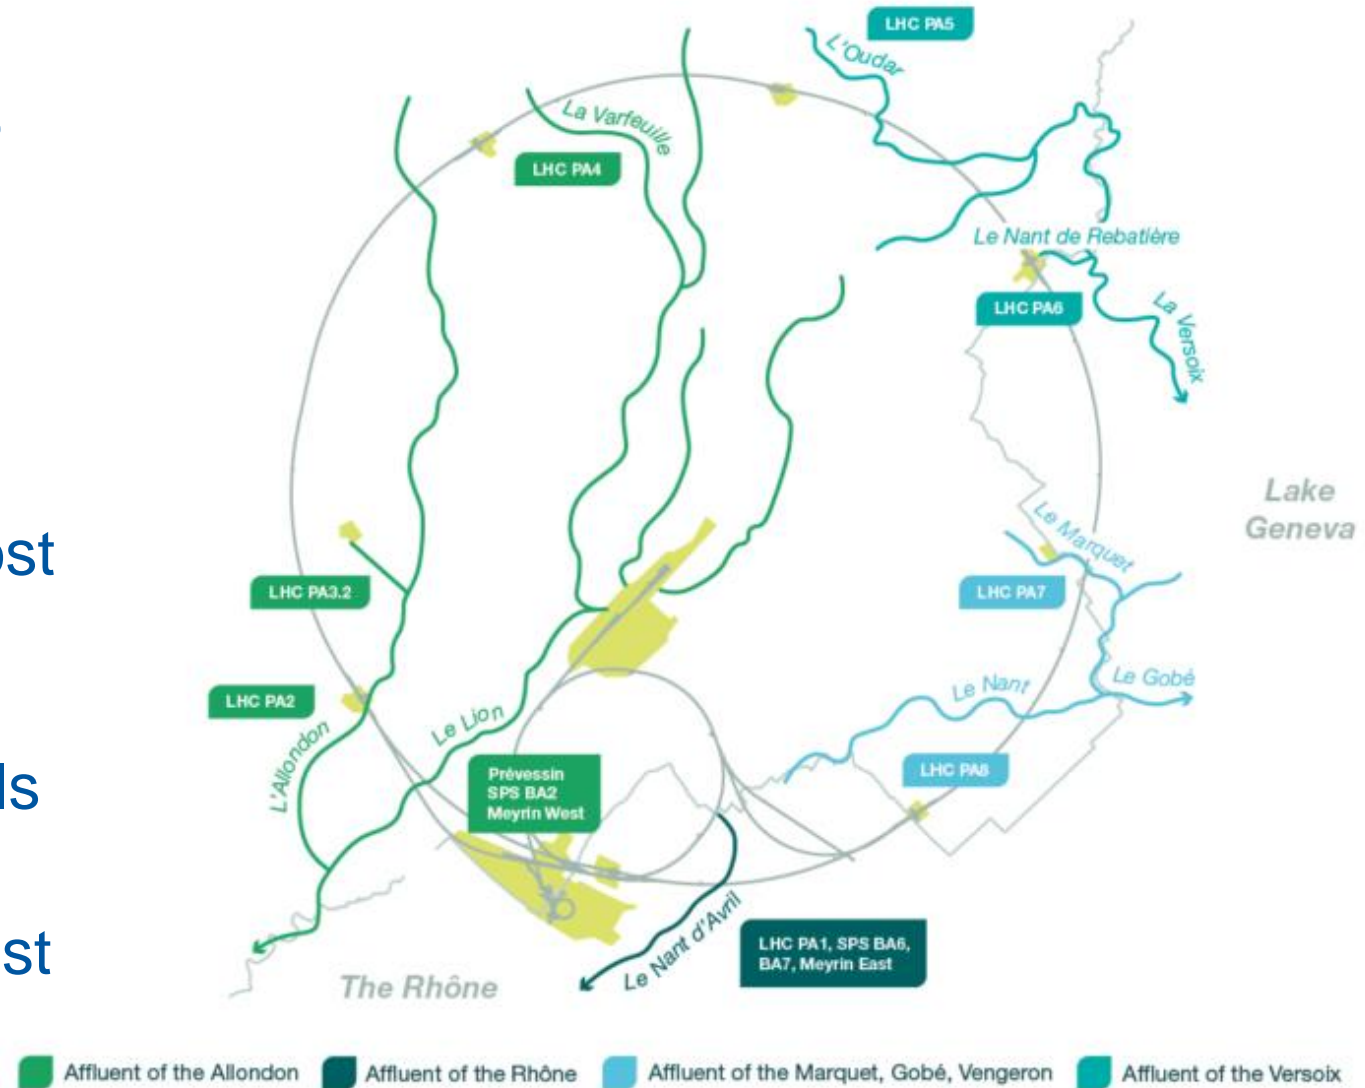 LHC PA5
L'Oudar
La Varfeuille
LHC PA4
Le Nant de Rebatière
LHC PA6
La Versoix
Lake
Geneva
Le Marquet
ost
LHC PA3.2
LHC PA7
LHC PA2
Le Gobé
Le Nant
Le Lion
L'Allondon
LHC PA8
Prévessin
SPS BA2
Meyrin West
ls
Le Nant d'Avril
LHC PA1, SPS BA6,
BA7, Meyrin East
st
The Rhône
Affluent of the Allondon
Affluent of the Rhône
Affluent of the Marquet, Gobé, Vengeron
Affluent of the Versoix